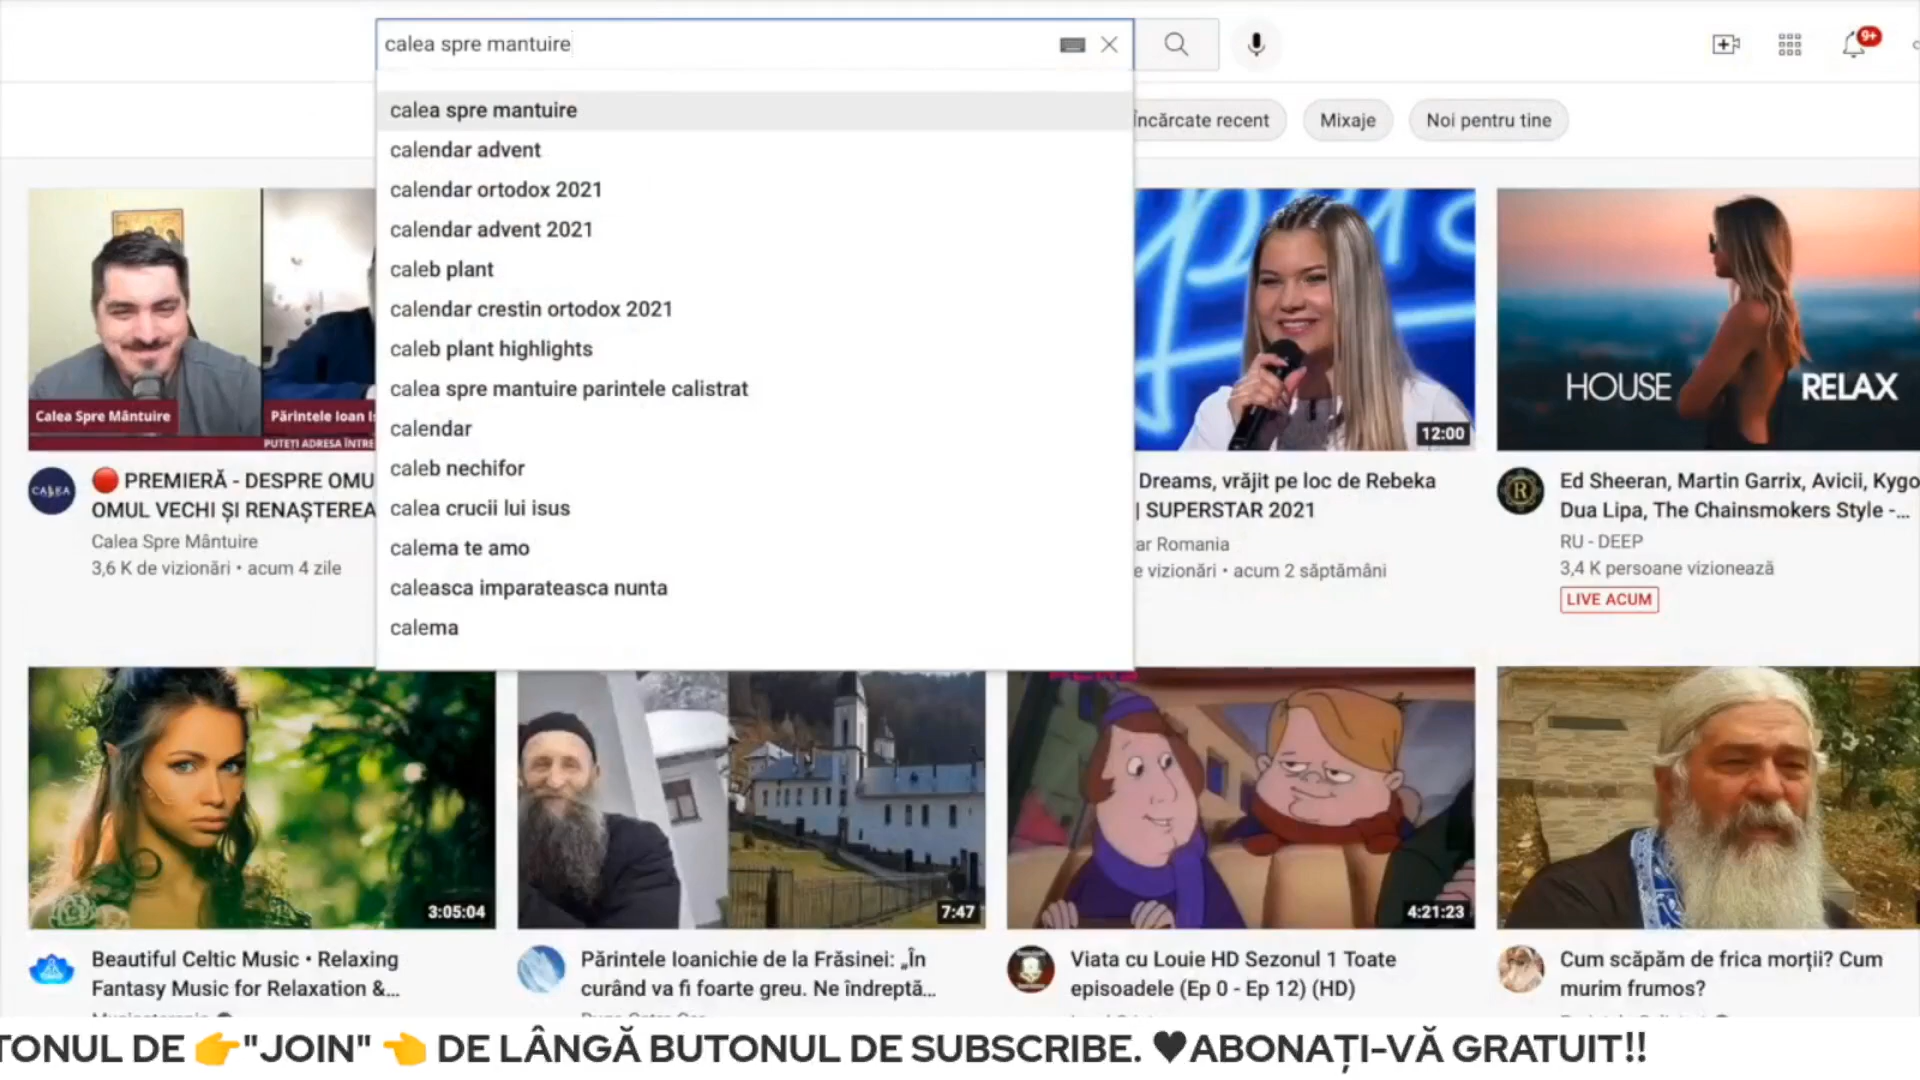 calea spre mantuire
9+
calea spre mantuire
calendar advent
calendar ortodox 2021
calendar advent 2021
caleb plant
calendar crestin ortodox 2021
caleb plant highlights
calea spre mantuire parintele calistrat
calendar
caleb nechifor
calea crucii lui isus
calema te amo
caleasca imparateasca nunta
calema
încărcate recent
Mixaje
Noi pentru tine
Calea Spre Mântuire
Părintele Ioan
PUTEȚI ADRESA ÎNTRE
12:00
HOUSE RELAX
CALEA
🔴 PREMIERĂ - DESPRE OMU
OMUL VECHI ȘI RENAȘTEREA
Calea Spre Mântuire
3,6 K de vizionări • acum 4 zile
Dreams, vrăjit pe loc de Rebeka
| SUPERSTAR 2021
ar Romania
e vizionări • acum 2 săptămâni
R
Ed Sheeran, Martin Garrix, Avicii, Kygo
Dua Lipa, The Chainsmokers Style -...
RU - DEEP
3,4 K persoane vizionează
LIVE ACUM
3:05:04
7:47
4:21:23
Beautiful Celtic Music • Relaxing
Fantasy Music for Relaxation &...
Părintele Ioanichie de la Frăsinei: „În
curând va fi foarte greu. Ne îndreptă...
Viata cu Louie HD Sezonul 1 Toate
episoadele (Ep 0 - Ep 12) (HD)
Cum scăpăm de frica morții? Cum
murim frumos?
TONUL DE 👉"JOIN" 👈 DE LÂNGĂ BUTONUL DE SUBSCRIBE. ♥ABONAȚI-VĂ GRATUIT!!